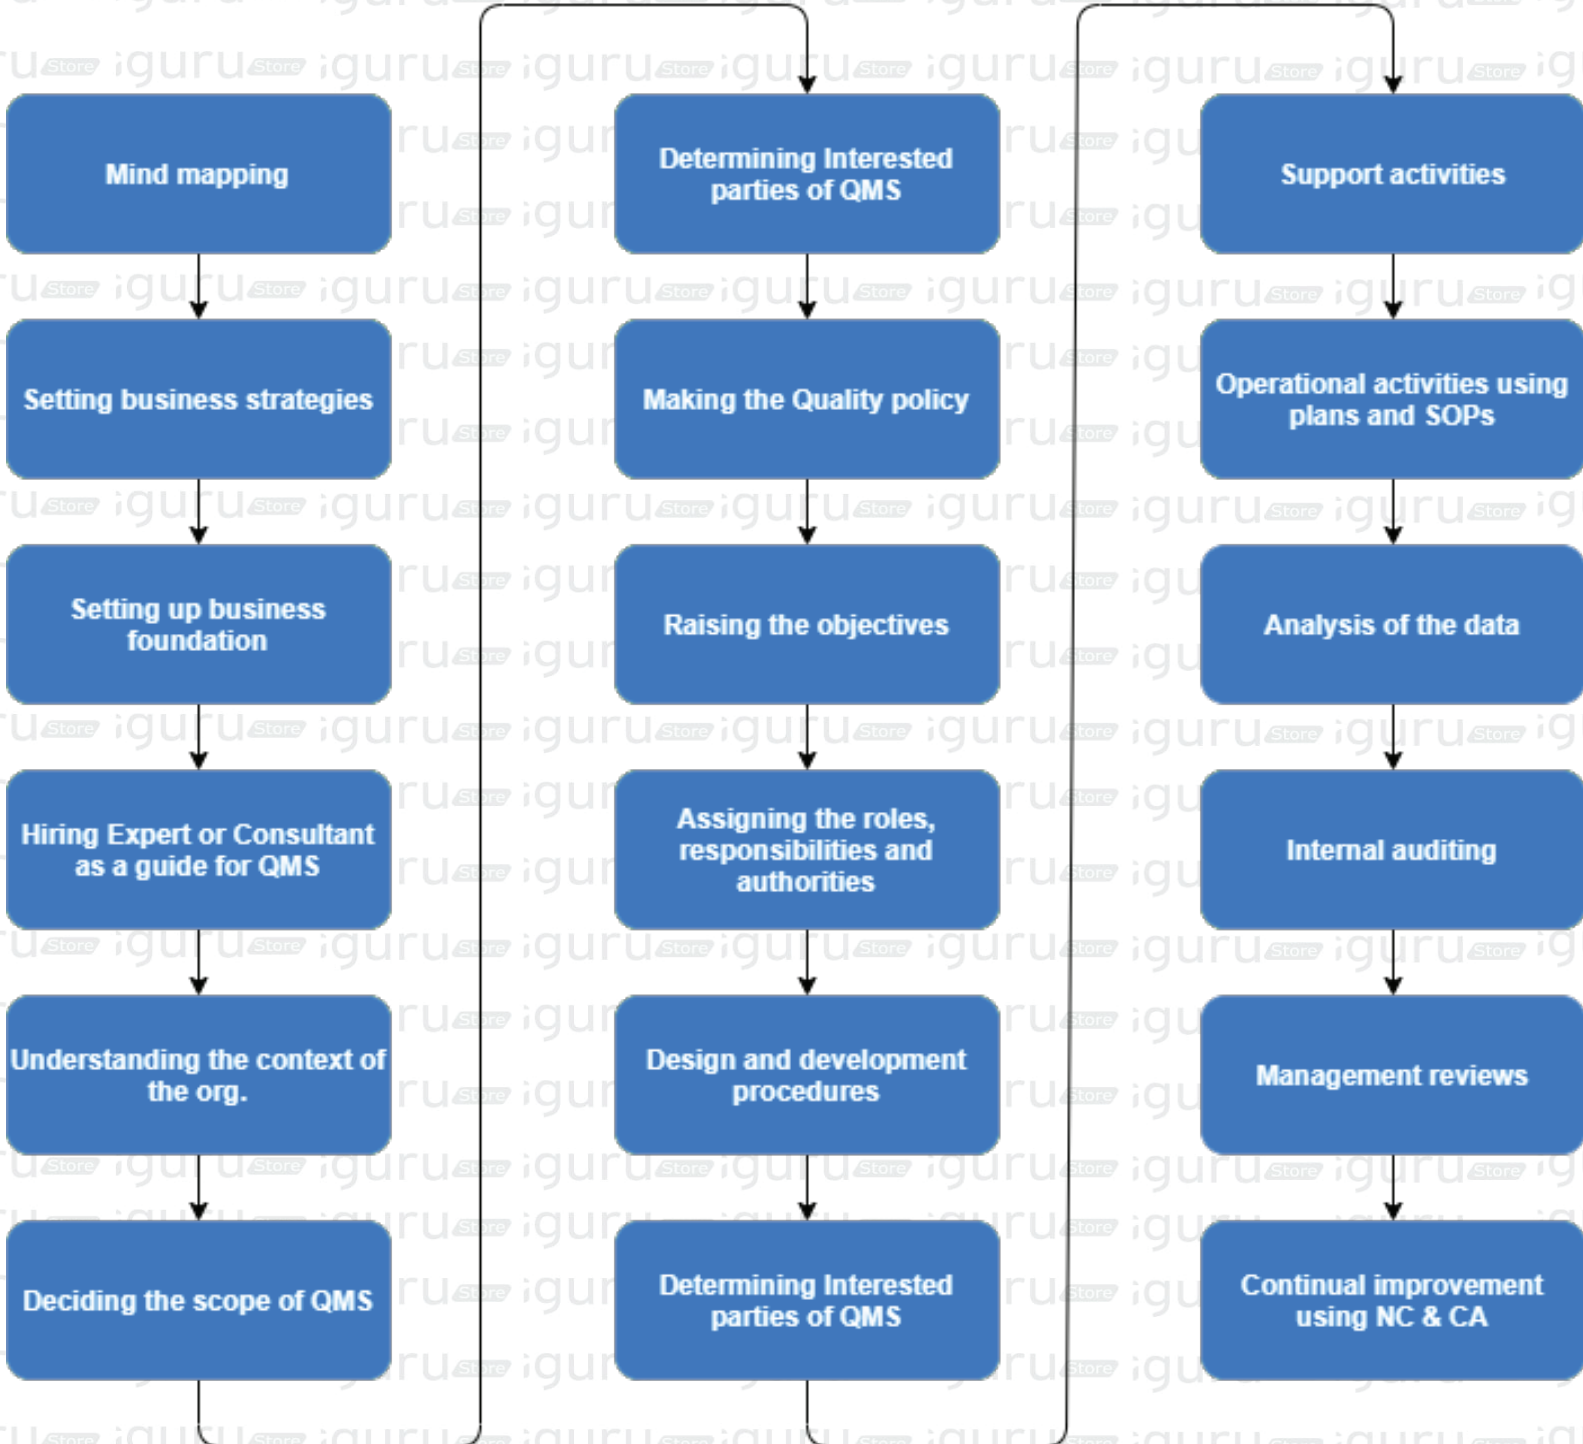 Mind mapping
Setting business strategies
Setting up business
foundation
Hiring Expert or Consultant
as a guide for QMS
Understanding the context of
the org.
Deciding the scope of QMS
Determining Interested
parties of QMS
Making the Quality policy
Raising the objectives
Assigning the roles,
responsibilities and
authorities
Design and development
procedures
Determining Interested
parties of QMS
Support activities
Operational activities using
plans and SOPs
Analysis of the data
Internal auditing
Management reviews
Continual improvement
using NC & CA
iguru Store